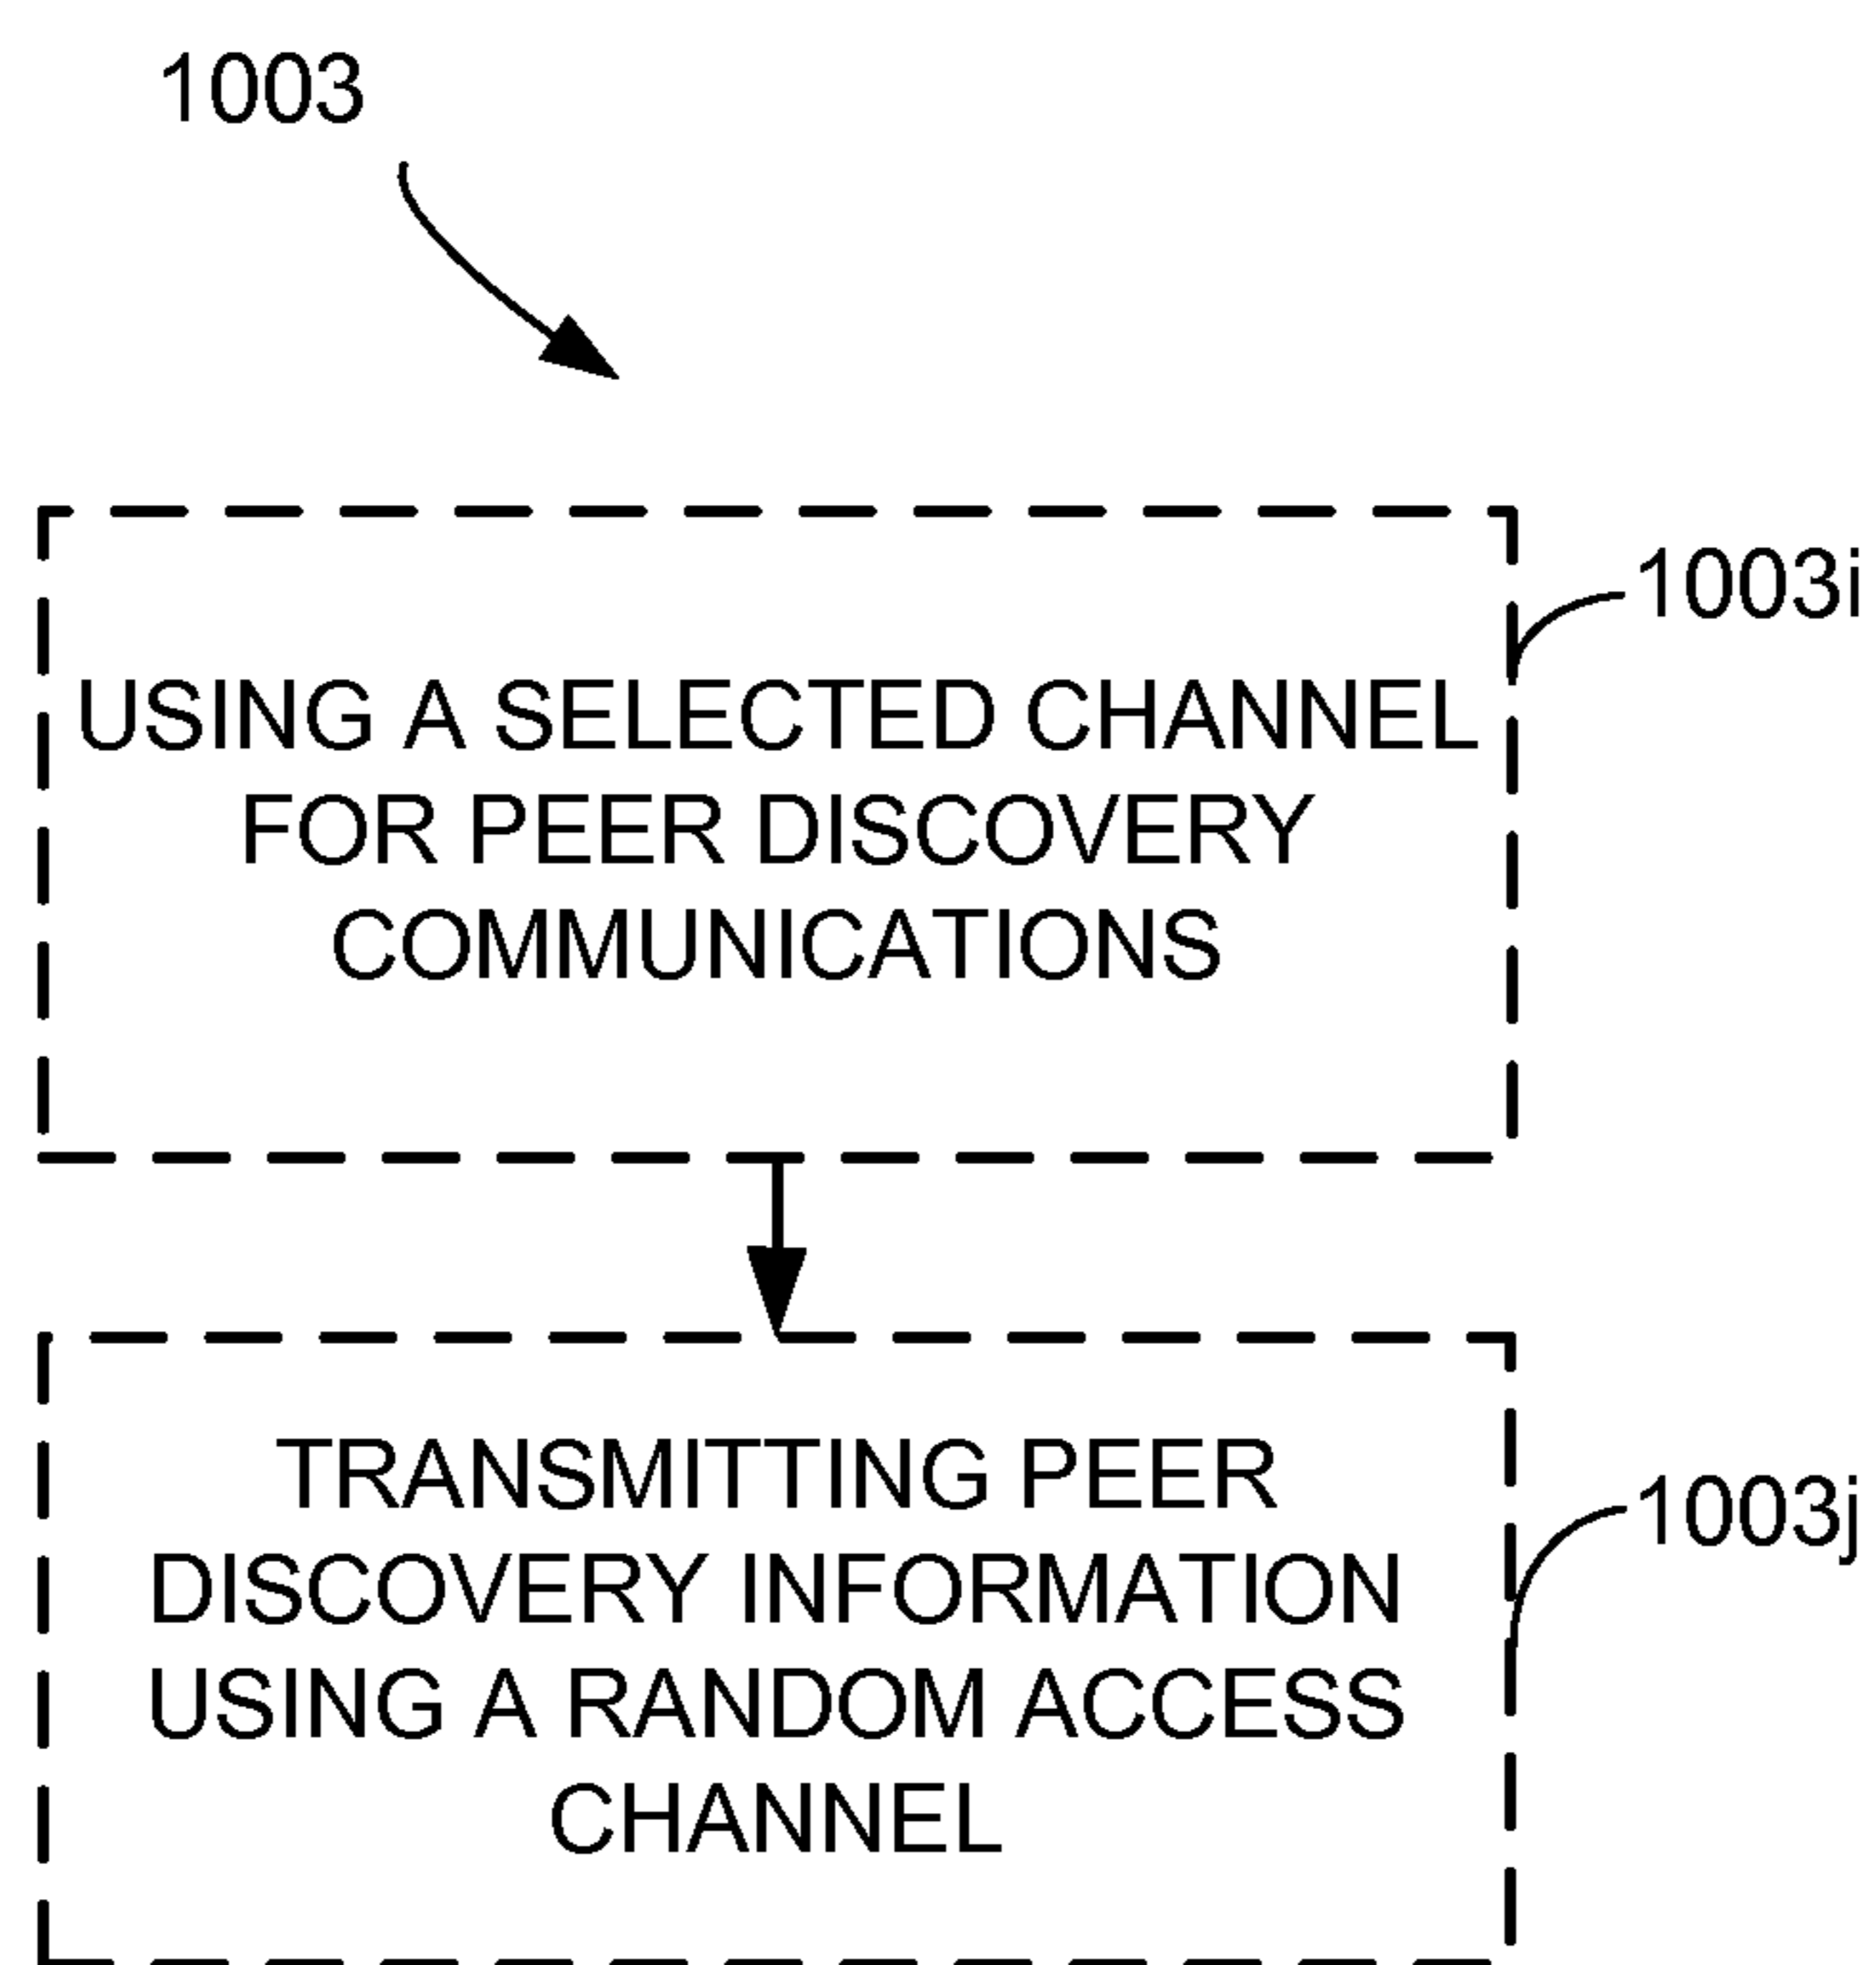 1003
1003i
USING A SELECTED CHANNEL
FOR PEER DISCOVERY
COMMUNICATIONS
TRANSMITTING PEER
DISCOVERY INFORMATION
USING A RANDOM ACCESS
CHANNEL
1003j